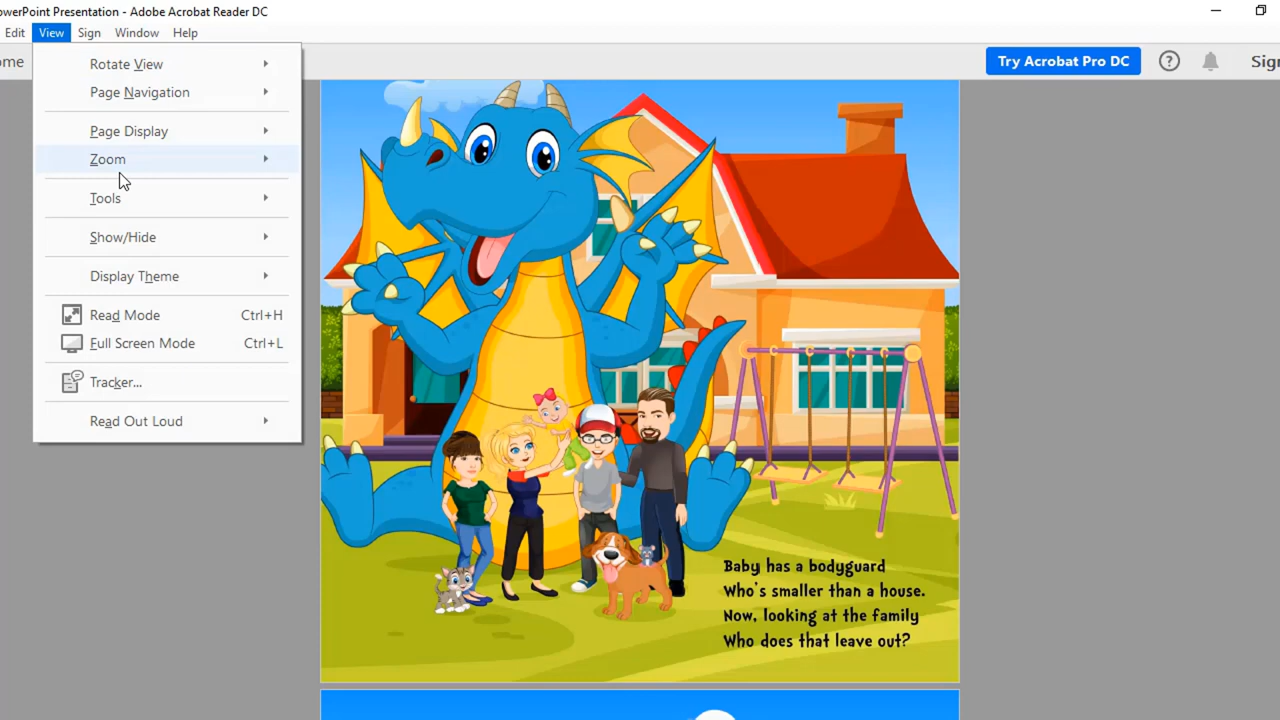 owerPoint Presentation - Adobe Acrobat Reader DC
Edit View Sign Window Help
ome
Try Acrobat Pro DC
?
Sign
Rotate View
Page Navigation
Page Display
Zoom
Tools
Show/Hide
Display Theme
Read Mode Ctrl+H
Full Screen Mode Ctrl+L
Tracker...
Read Out Loud
Baby has a bodyguard
Who's smaller than a house.
Now, looking at the family
Who does that leave out?